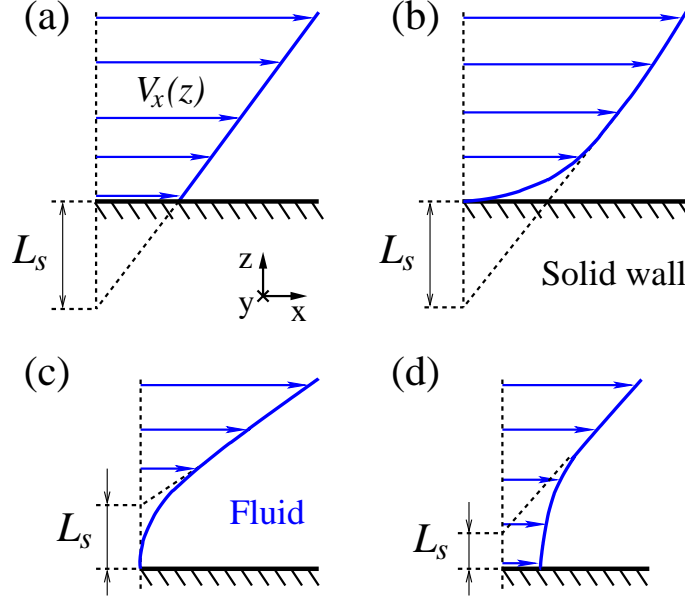 (a)
(b)
V_x(z)
L_s
z
y
x
L_s
Solid wall
(c)
(d)
L_s
Fluid
L_s